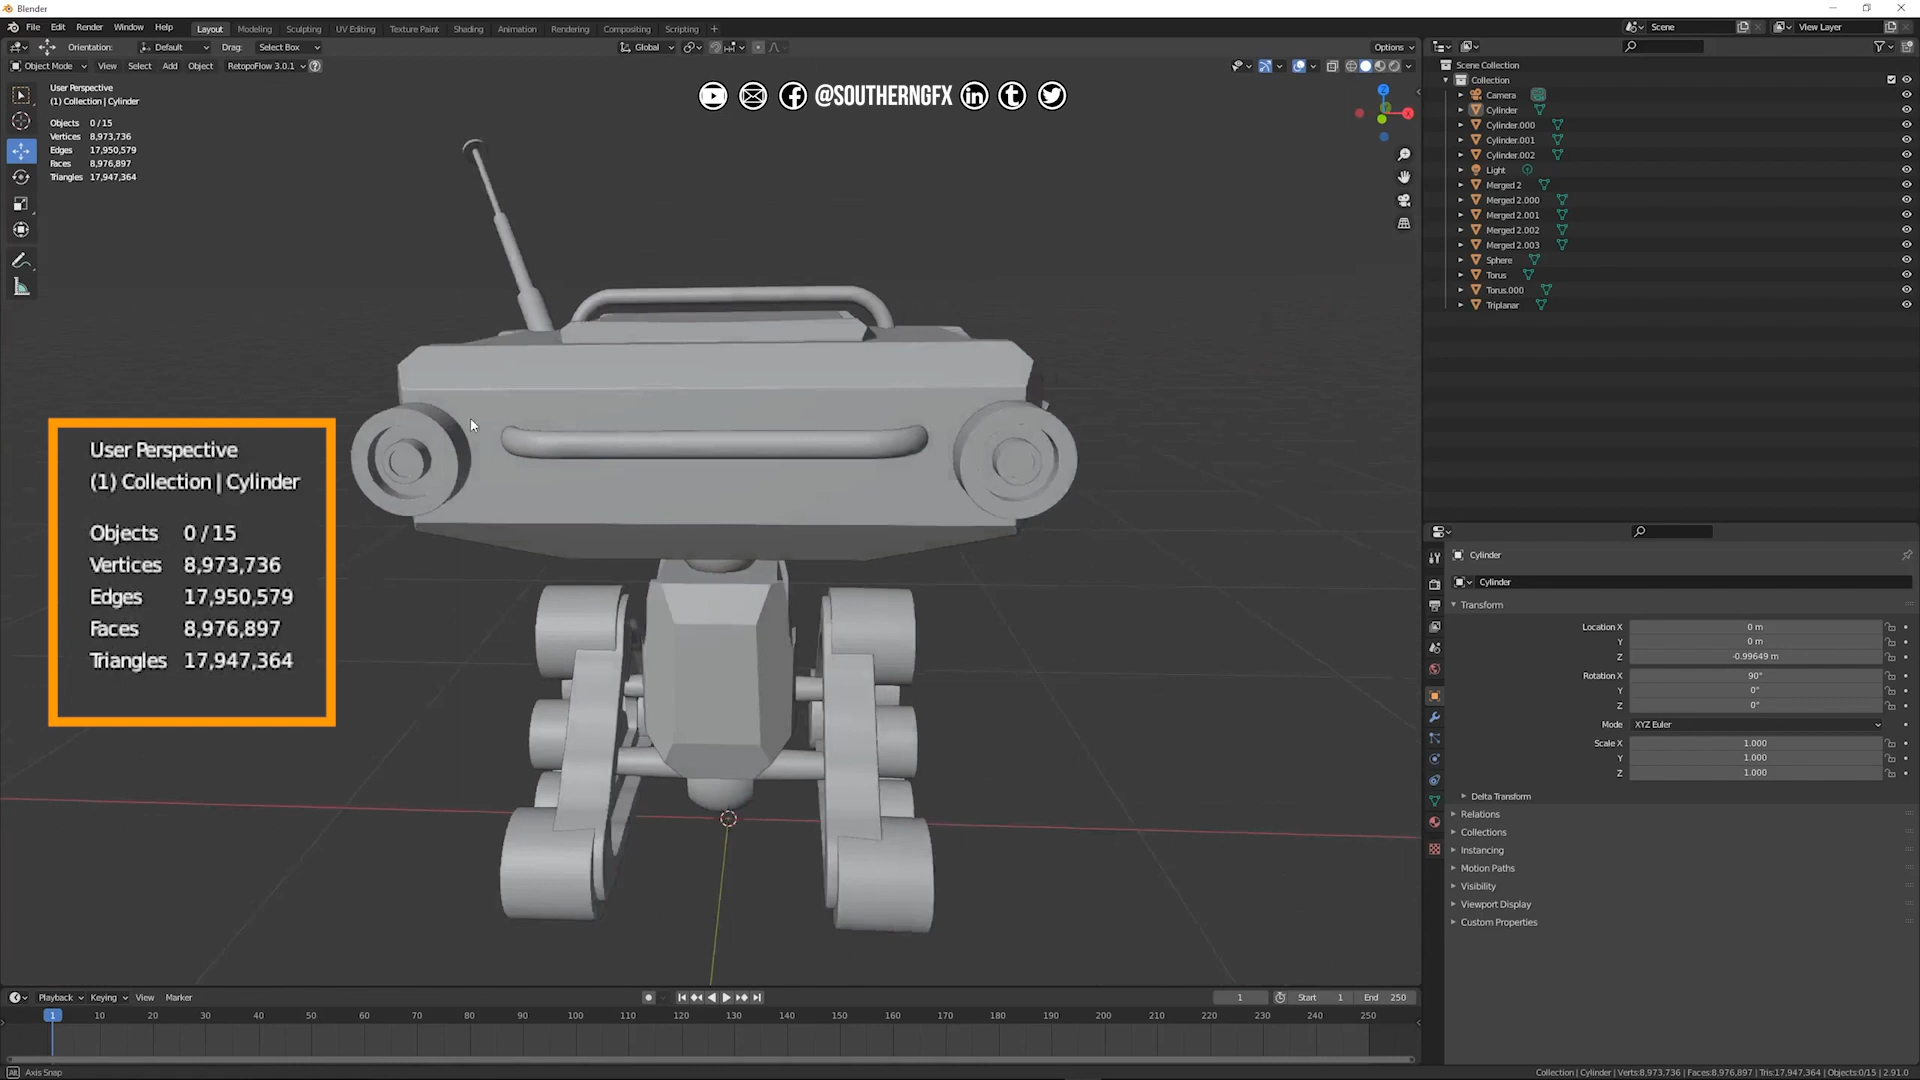 Blender
File Edit Render Window Help
Layout Modeling Sculpting UV Editing Texture Paint Shading Animation Rendering Compositing Scripting +
Scene
View Layer
Orientation: Default Drag: Select Box
Global
Options
Object Mode View Select Add Object RetopoFlow 3.0.1
User Perspective
(1) Collection | Cylinder
Objects 0 / 15
Vertices 8,973,736
Edges 17,950,579
Faces 8,976,897
Triangles 17,947,364
@SOUTHERNGFX
Z
X
Scene Collection
Collection
Camera
Cylinder
Cylinder.000
Cylinder.001
Cylinder.002
Light
Merged 2
Merged 2.000
Merged 2.001
Merged 2.002
Merged 2.003
Sphere
Torus
Torus.000
Triplanar
User Perspective
(1) Collection | Cylinder
Objects 0 / 15
Vertices 8,973,736
Edges 17,950,579
Faces 8,976,897
Triangles 17,947,364
Cylinder
Cylinder
Transform
Location X 0 m
Y 0 m
Z -0.99649 m
Rotation X 90°
Y 0°
Z 0°
Mode XYZ Euler
Scale X 1.000
Y 1.000
Z 1.000
Delta Transform
Relations
Collections
Instancing
Motion Paths
Visibility
Viewport Display
Custom Properties
Playback Keying View Marker
1 Start 1 End 250
1 10 20 30 40 50 60 70 80 90 100 110 120 130 140 150 160 170 180 190 200 210 220 230 240 250
Alt Axis Snap
Collection | Cylinder | Verts:8,973,736 | Faces:8,976,897 | Tris:17,947,364 | Objects:0/15 | 2.91.0